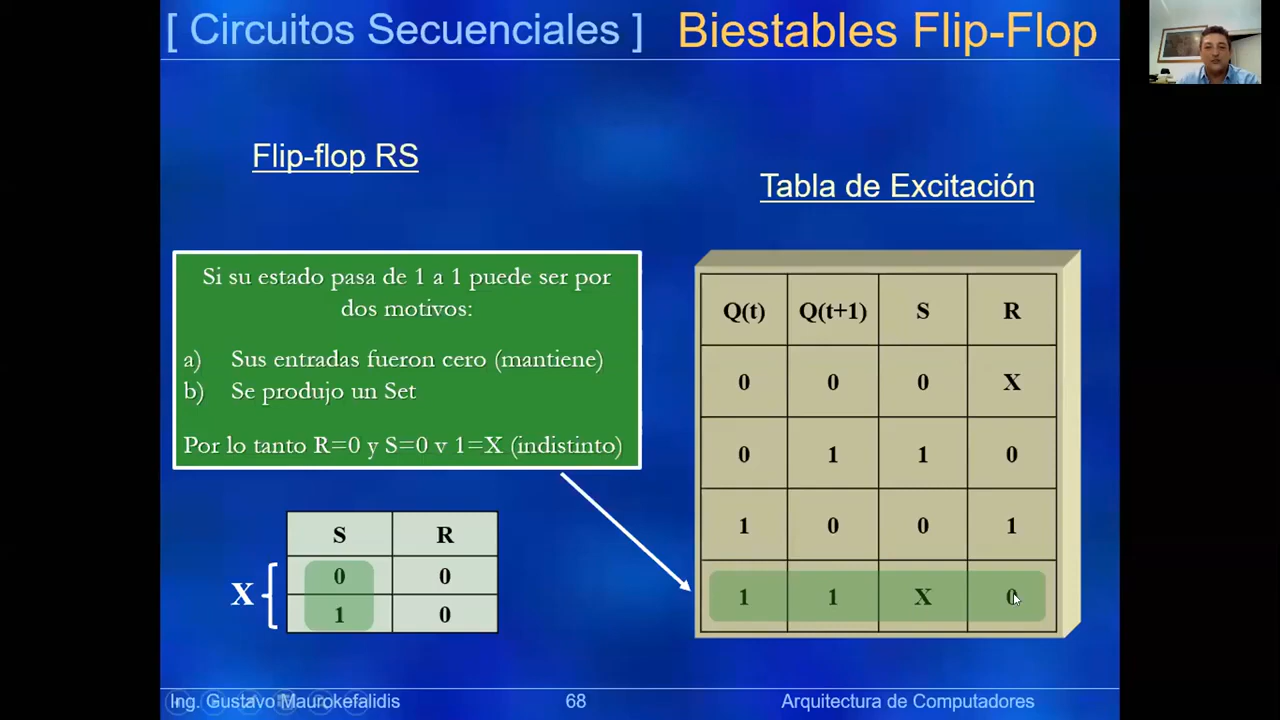 [ Circuitos Secuenciales ] Biestables Flip-Flop
Flip-flop RS
Tabla de Excitación
Si su estado pasa de 1 a 1 puede ser por
dos motivos:
a) Sus entradas fueron cero (mantiene)
b) Se produjo un Set
Por lo tanto R=0 y S=0 v 1=X (indistinto)
S R
X
0 0
1 0
Q(t) Q(t+1) S R
0 0 0 X
0 1 1 0
1 0 0 1
1 1 X 0
Ing. Gustavo Maurokefalidis 68 Arquitectura de Computadores